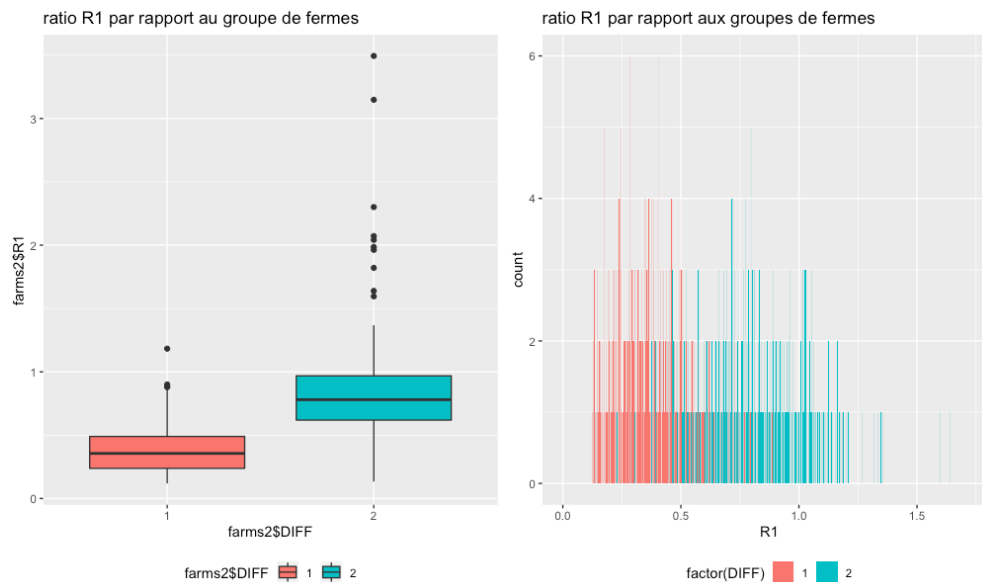 ratio R1 par rapport au groupe de fermes
farms2$R1
3
2
1
0
1
2
farms2$DIFF
farms2$DIFF
1
2
ratio R1 par rapport aux groupes de fermes
count
6
4
2
0
0.0
0.5
1.0
1.5
R1
factor(DIFF)
1
2